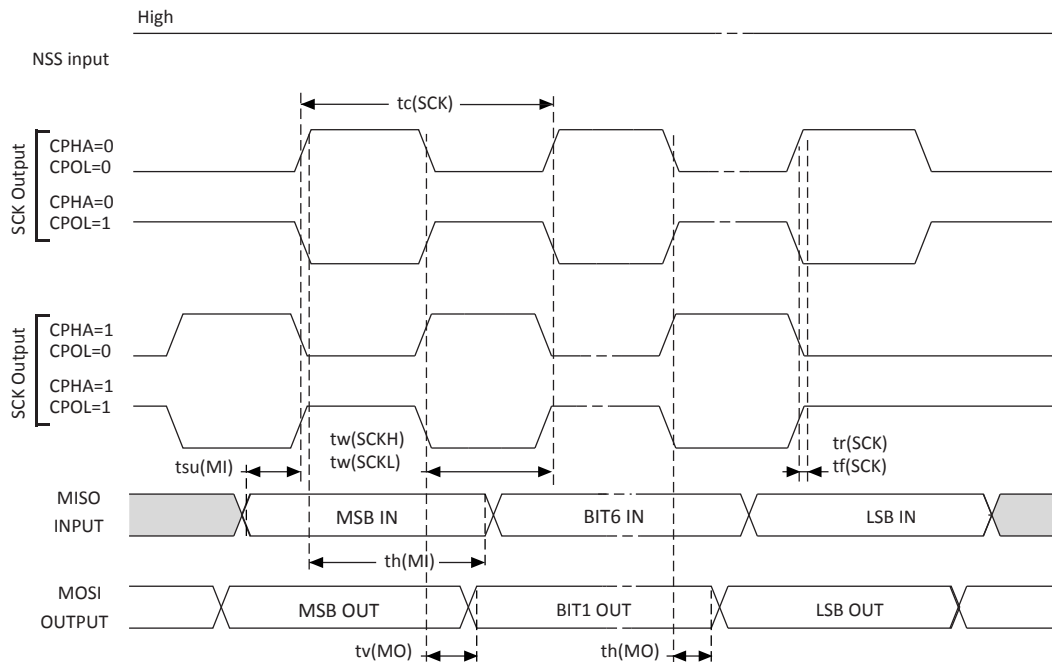 High
NSS input
tc(SCK)
SCK Output
CPHA=0
CPOL=0
CPHA=0
CPOL=1
SCK Output
CPHA=1
CPOL=0
CPHA=1
CPOL=1
tsu(MI)
tw(SCKH)
tw(SCKL)
tr(SCK)
tf(SCK)
MISO
INPUT
MSB IN
BIT6 IN
LSB IN
th(MI)
MOSI
OUTPUT
MSB OUT
BIT1 OUT
LSB OUT
tv(MO)
th(MO)